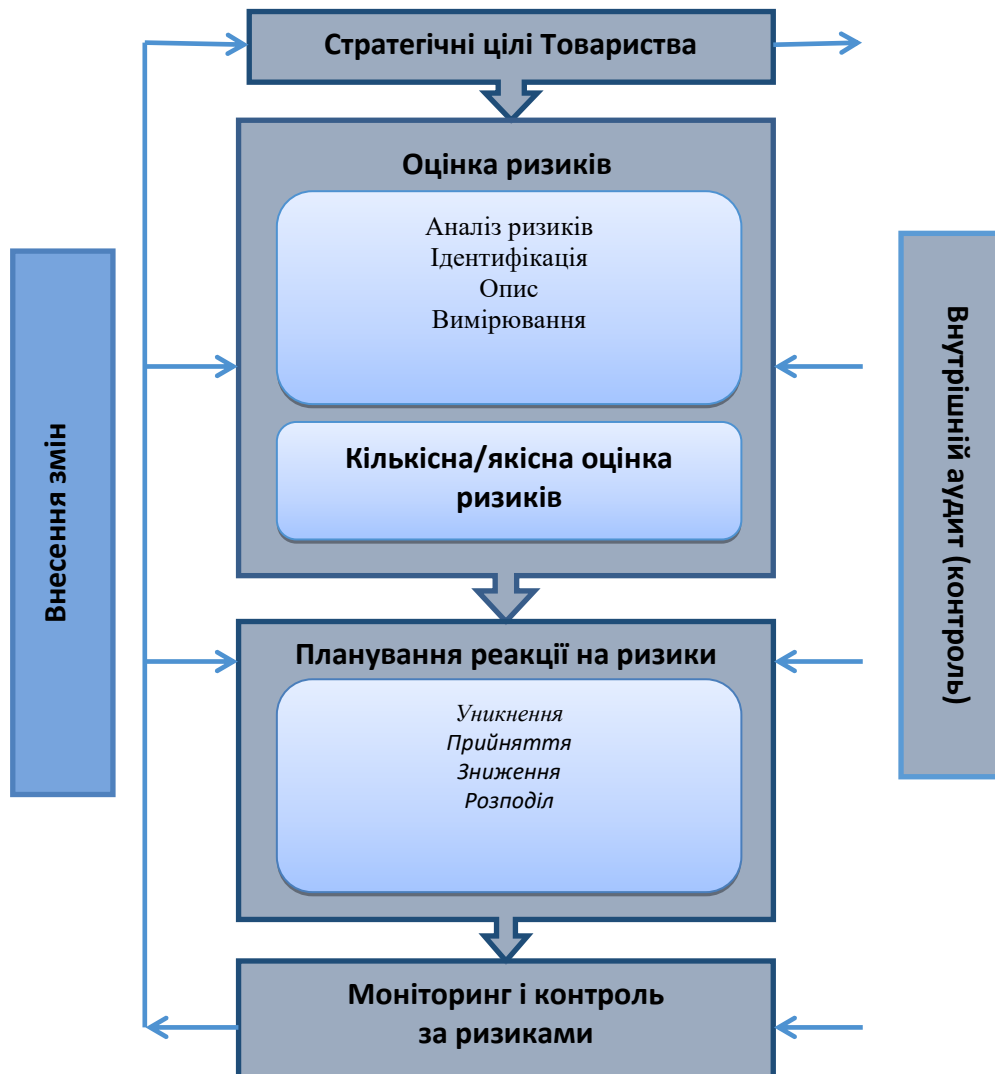 Стратегічні цілі Товариства
Оцінка ризиків
Аналіз ризиків
Ідентифікація
Опис
Вимірювання
Кількісна/якісна оцінка
ризиків
Планування реакції на ризики
Уникнення
Прийняття
Зниження
Розподіл
Моніторинг і контроль
за ризиками
Внесення змін
Внутрішній аудит (контроль)